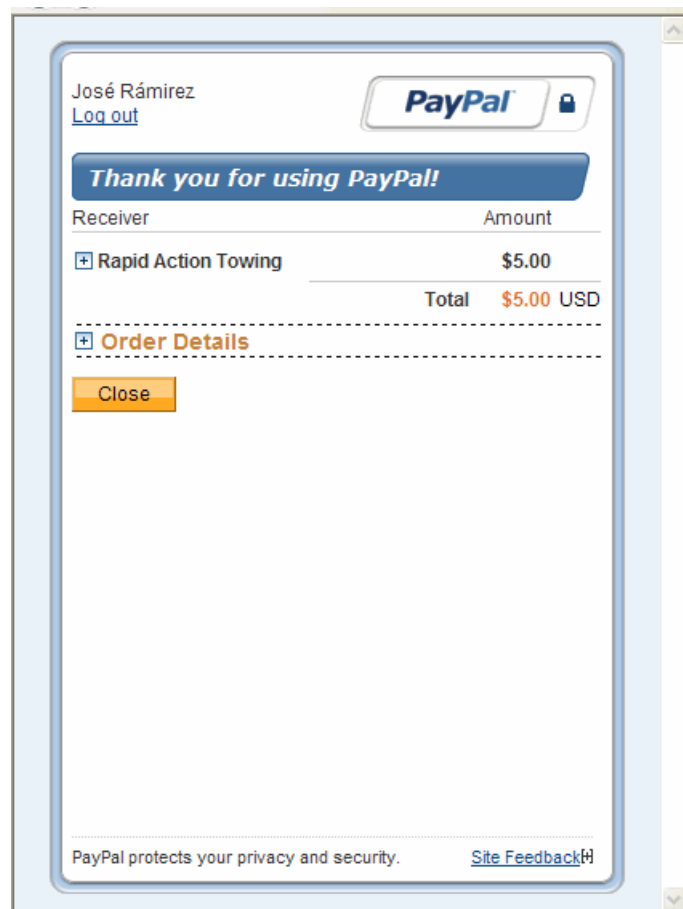 José Rámirez
Log out
PayPal
Thank you for using PayPal!
Receiver Amount
Rapid Action Towing $5.00
Total $5.00 USD
Order Details
Close
PayPal protects your privacy and security. Site Feedback[+]